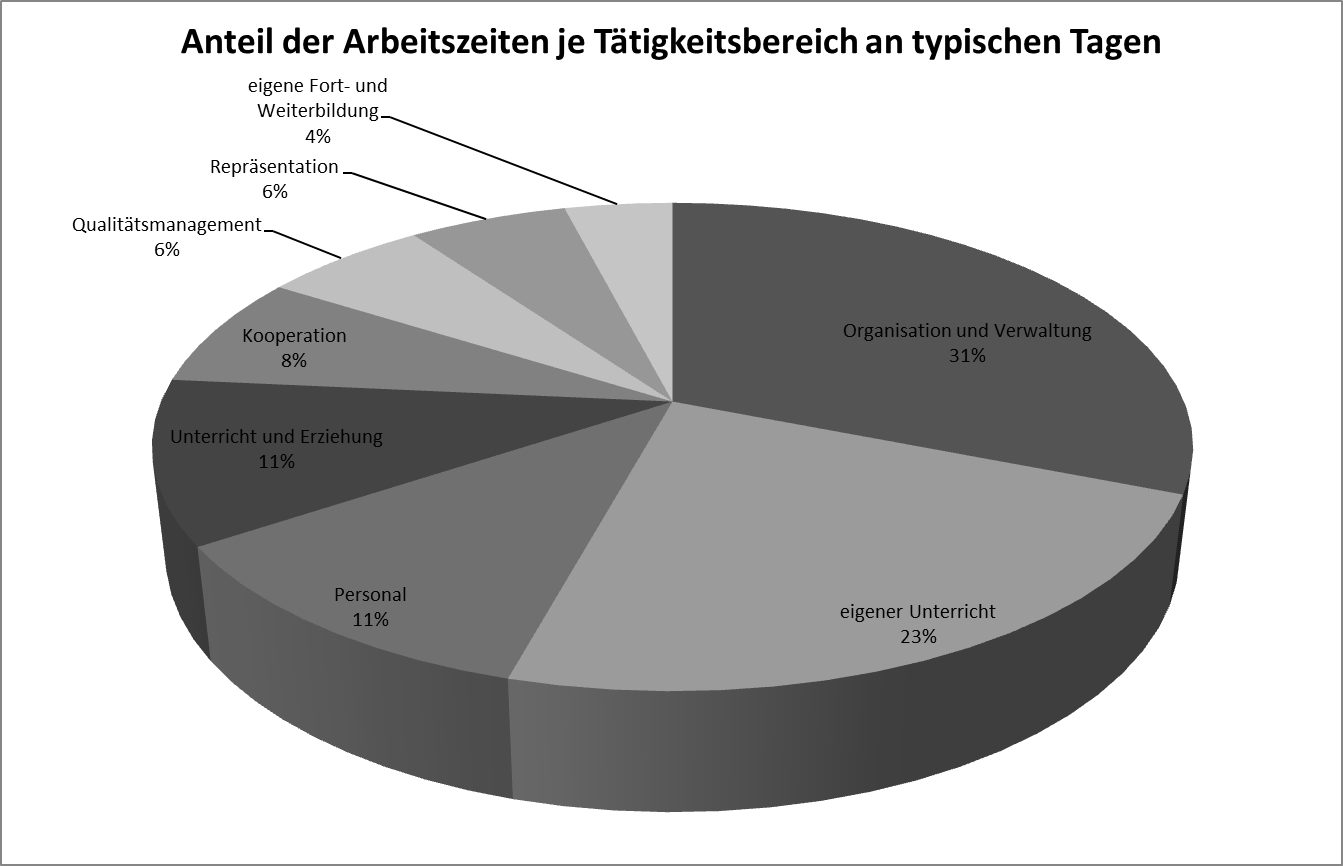 Anteil der Arbeitszeiten je Tätigkeitsbereich an typischen Tagen
eigene Fort- und
Weiterbildung
4%
Repräsentation
6%
Qualitätsmanagement
6%
Kooperation
8%
Organisation und Verwaltung
31%
Unterricht und Erziehung
11%
Personal
11%
eigener Unterricht
23%